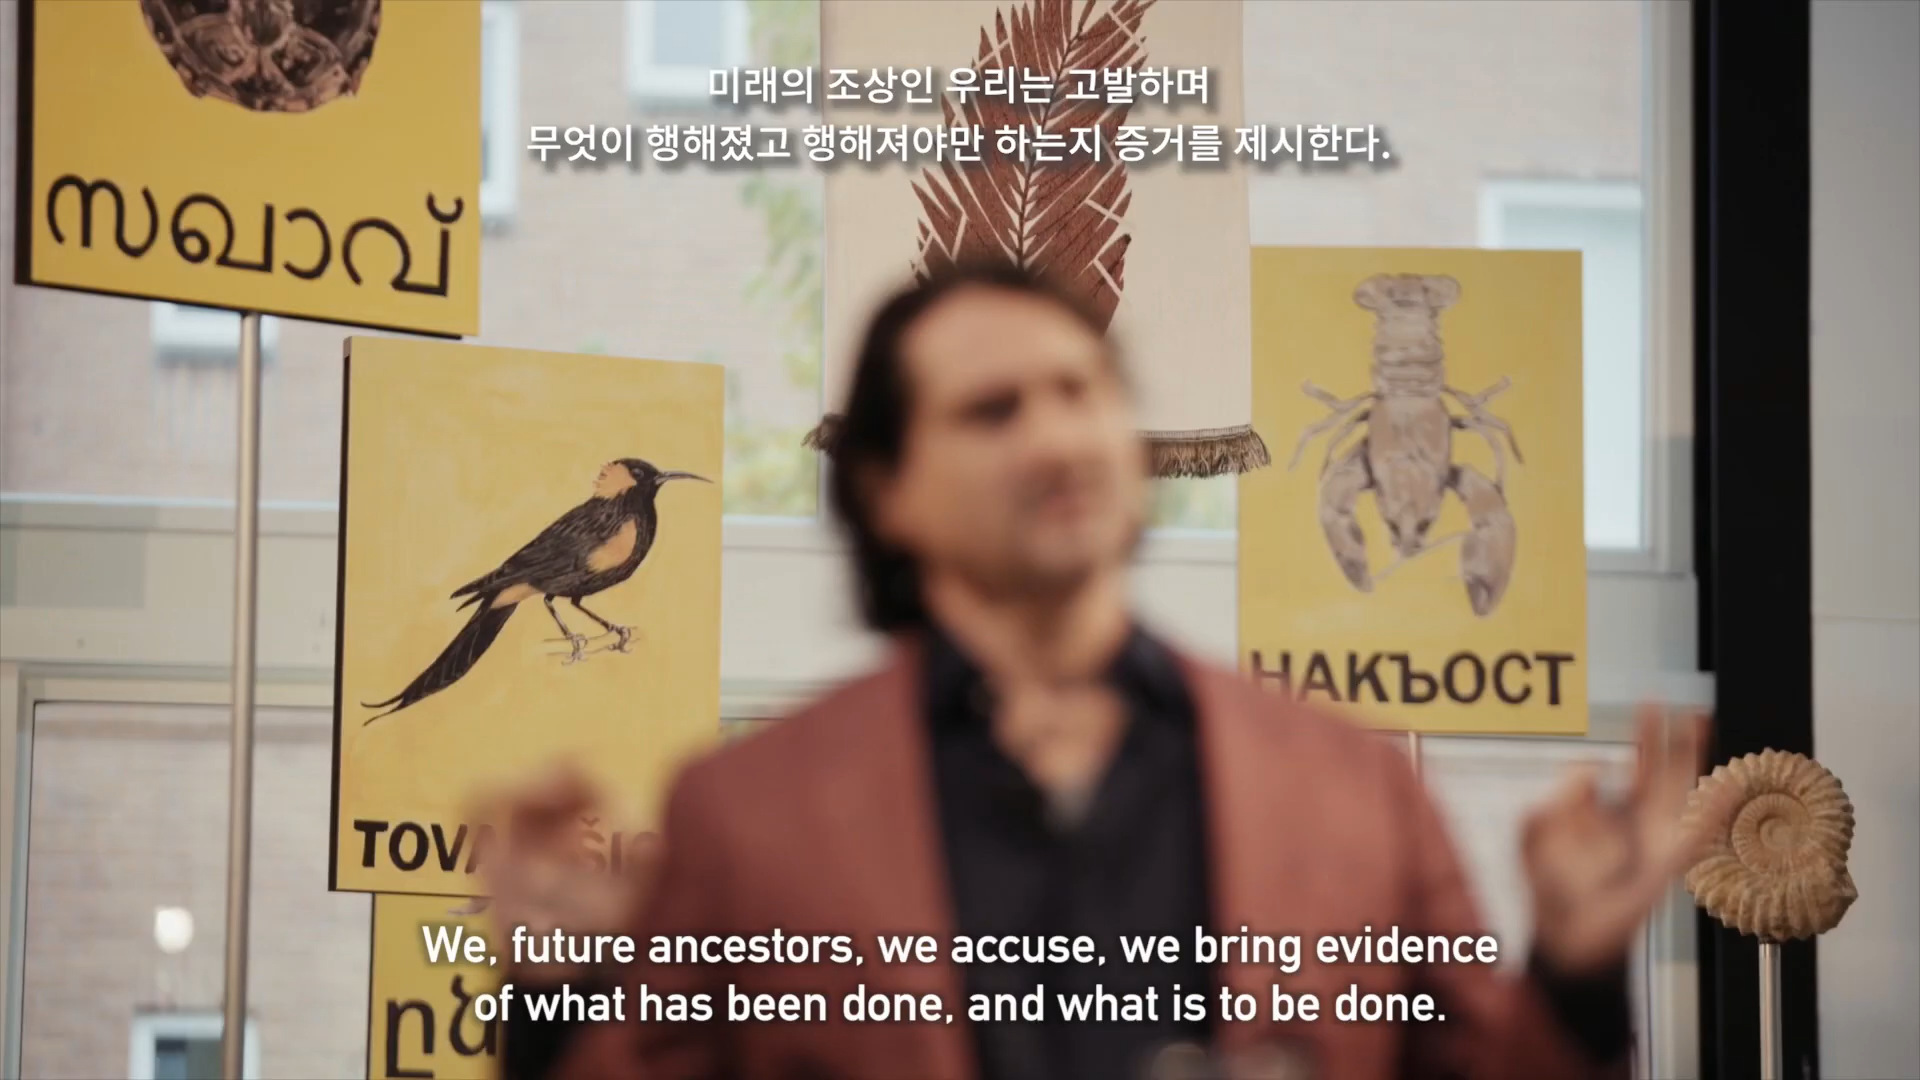 미래의 조상인 우리는 고발하며
무엇이 행해졌고 행해져야만 하는지 증거를 제시한다.
സഖാവ്
НАКЪОСТ
We, future ancestors, we accuse, we bring evidence
of what has been done, and what is to be done.